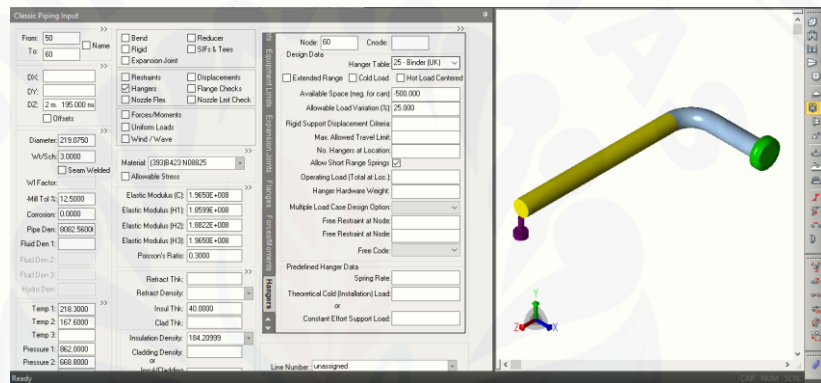 Classic Piping Input
From: 50
To: 60
Name
DX:
DY:
DZ: 2 m. 195.000 m
Offsets
Diameter: 219.0750
Wt/Sch: 3.0000
Seam Welded
WI Factor:
-Mill Tol %: 12.5000
Corrosion: 0.0000
Pipe Den: 8082.5600
Fluid Den 1:
Fluid Den 2:
Fluid Den 3:
Hydro Den:
Temp 1: 218.3000
Temp 2: 167.6000
Temp 3:
Pressure 1: 862.0000
Pressure 2: 668.8000
Bend
Reducer
Rigid
SIFs & Tees
Expansion Joint
Restraints
Displacements
Hangers
Flange Checks
Nozzle Flex
Nozzle Lmt Check
Forces/Moments
Uniform Loads
Wind / Wave
Material: (393)B423 N08825
Allowable Stress
Elastic Modulus (C): 1.9650E+008
Elastic Modulus (H1): 1.8599E+008
Elastic Modulus (H2): 1.8822E+008
Elastic Modulus (H3): 1.9650E+008
Poisson's Ratio: 0.3000
Refract Thk:
Refract Density:
Insul Thk: 40.0000
Clad Thk:
Insulation Density: 184.20999
Cladding Density:
or
Insul/Cladding
Equipment Limits
Expansion Joints
Flanges
Forces/Moments
Hangers
Node: 60
Cnode:
Design Data
Hanger Table: 25 - Binder (UK)
Extended Range
Cold Load
Hot Load Centered
Available Space (neg. for can): -500.000
Allowable Load Variation (%): 25.000
Rigid Support Displacement Criteria:
Max. Allowed Travel Limit:
No. Hangers at Location:
Allow Short Range Springs
Operating Load (Total at Loc.):
Hanger Hardware Weight:
Multiple Load Case Design Option:
Free Restraint at Node:
Free Restraint at Node:
Free Code:
Predefined Hanger Data
Spring Rate:
Theoretical Cold (Installation) Load:
or
Constant Effort Support Load:
Line Number: unassigned
Y
Z
X
Ready
CAP NUM SCRL